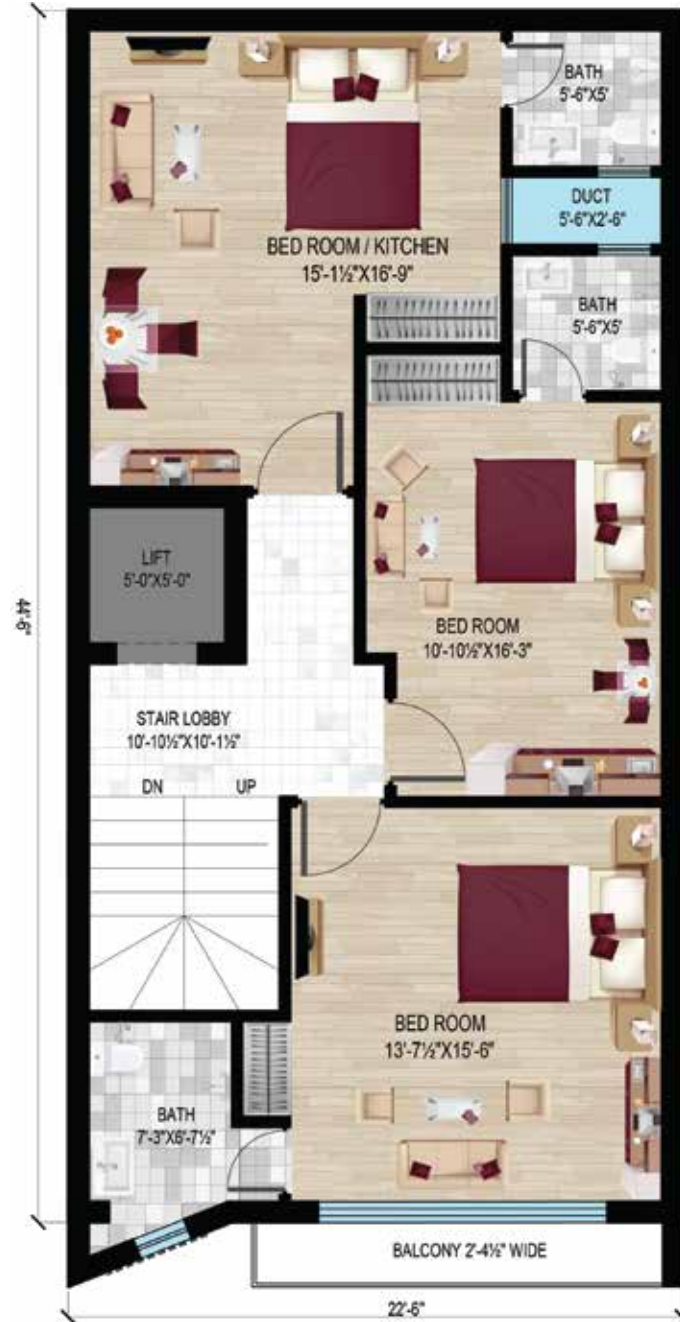 BATH
5'-6"X5'
DUCT
5'-6"X2'-6"
BED ROOM / KITCHEN
15'-1½"X16'-9"
BATH
5'-6"X5'
LIFT
5'-0"X5'-0"
44'-6"
BED ROOM
10'-10½"X16'-3"
STAIR LOBBY
10'-10½"X10'-1½"
DN UP
BED ROOM
13'-7½"X15'-6"
BATH
7'-3"X6'-7½"
BALCONY 2'-4½" WIDE
22'-6"